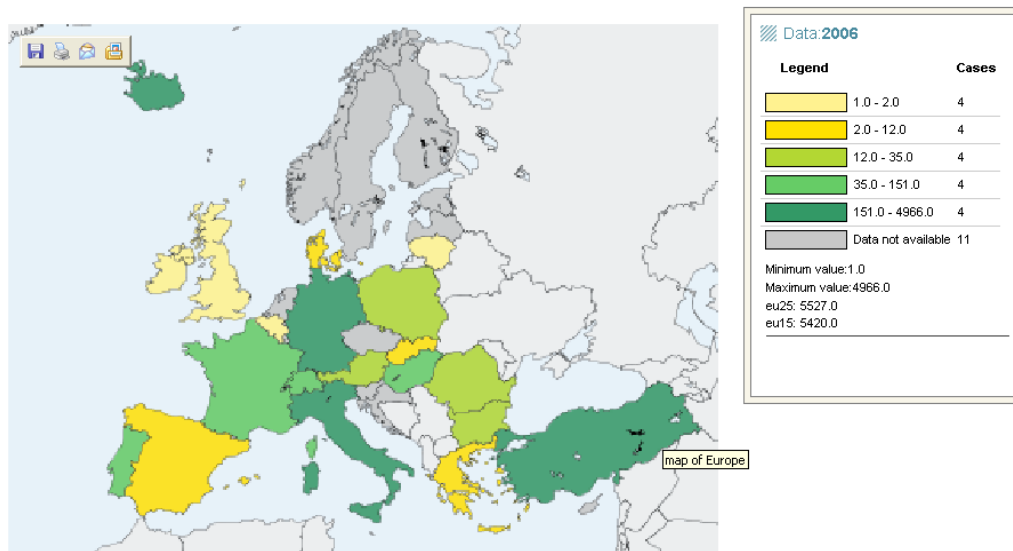 Data:2006
Legend Cases
1.0 - 2.0 4
2.0 - 12.0 4
12.0 - 35.0 4
35.0 - 151.0 4
151.0 - 4966.0 4
Data not available 11
Minimum value:1.0
Maximum value:4966.0
eu25: 5527.0
eu15: 5420.0
map of Europe